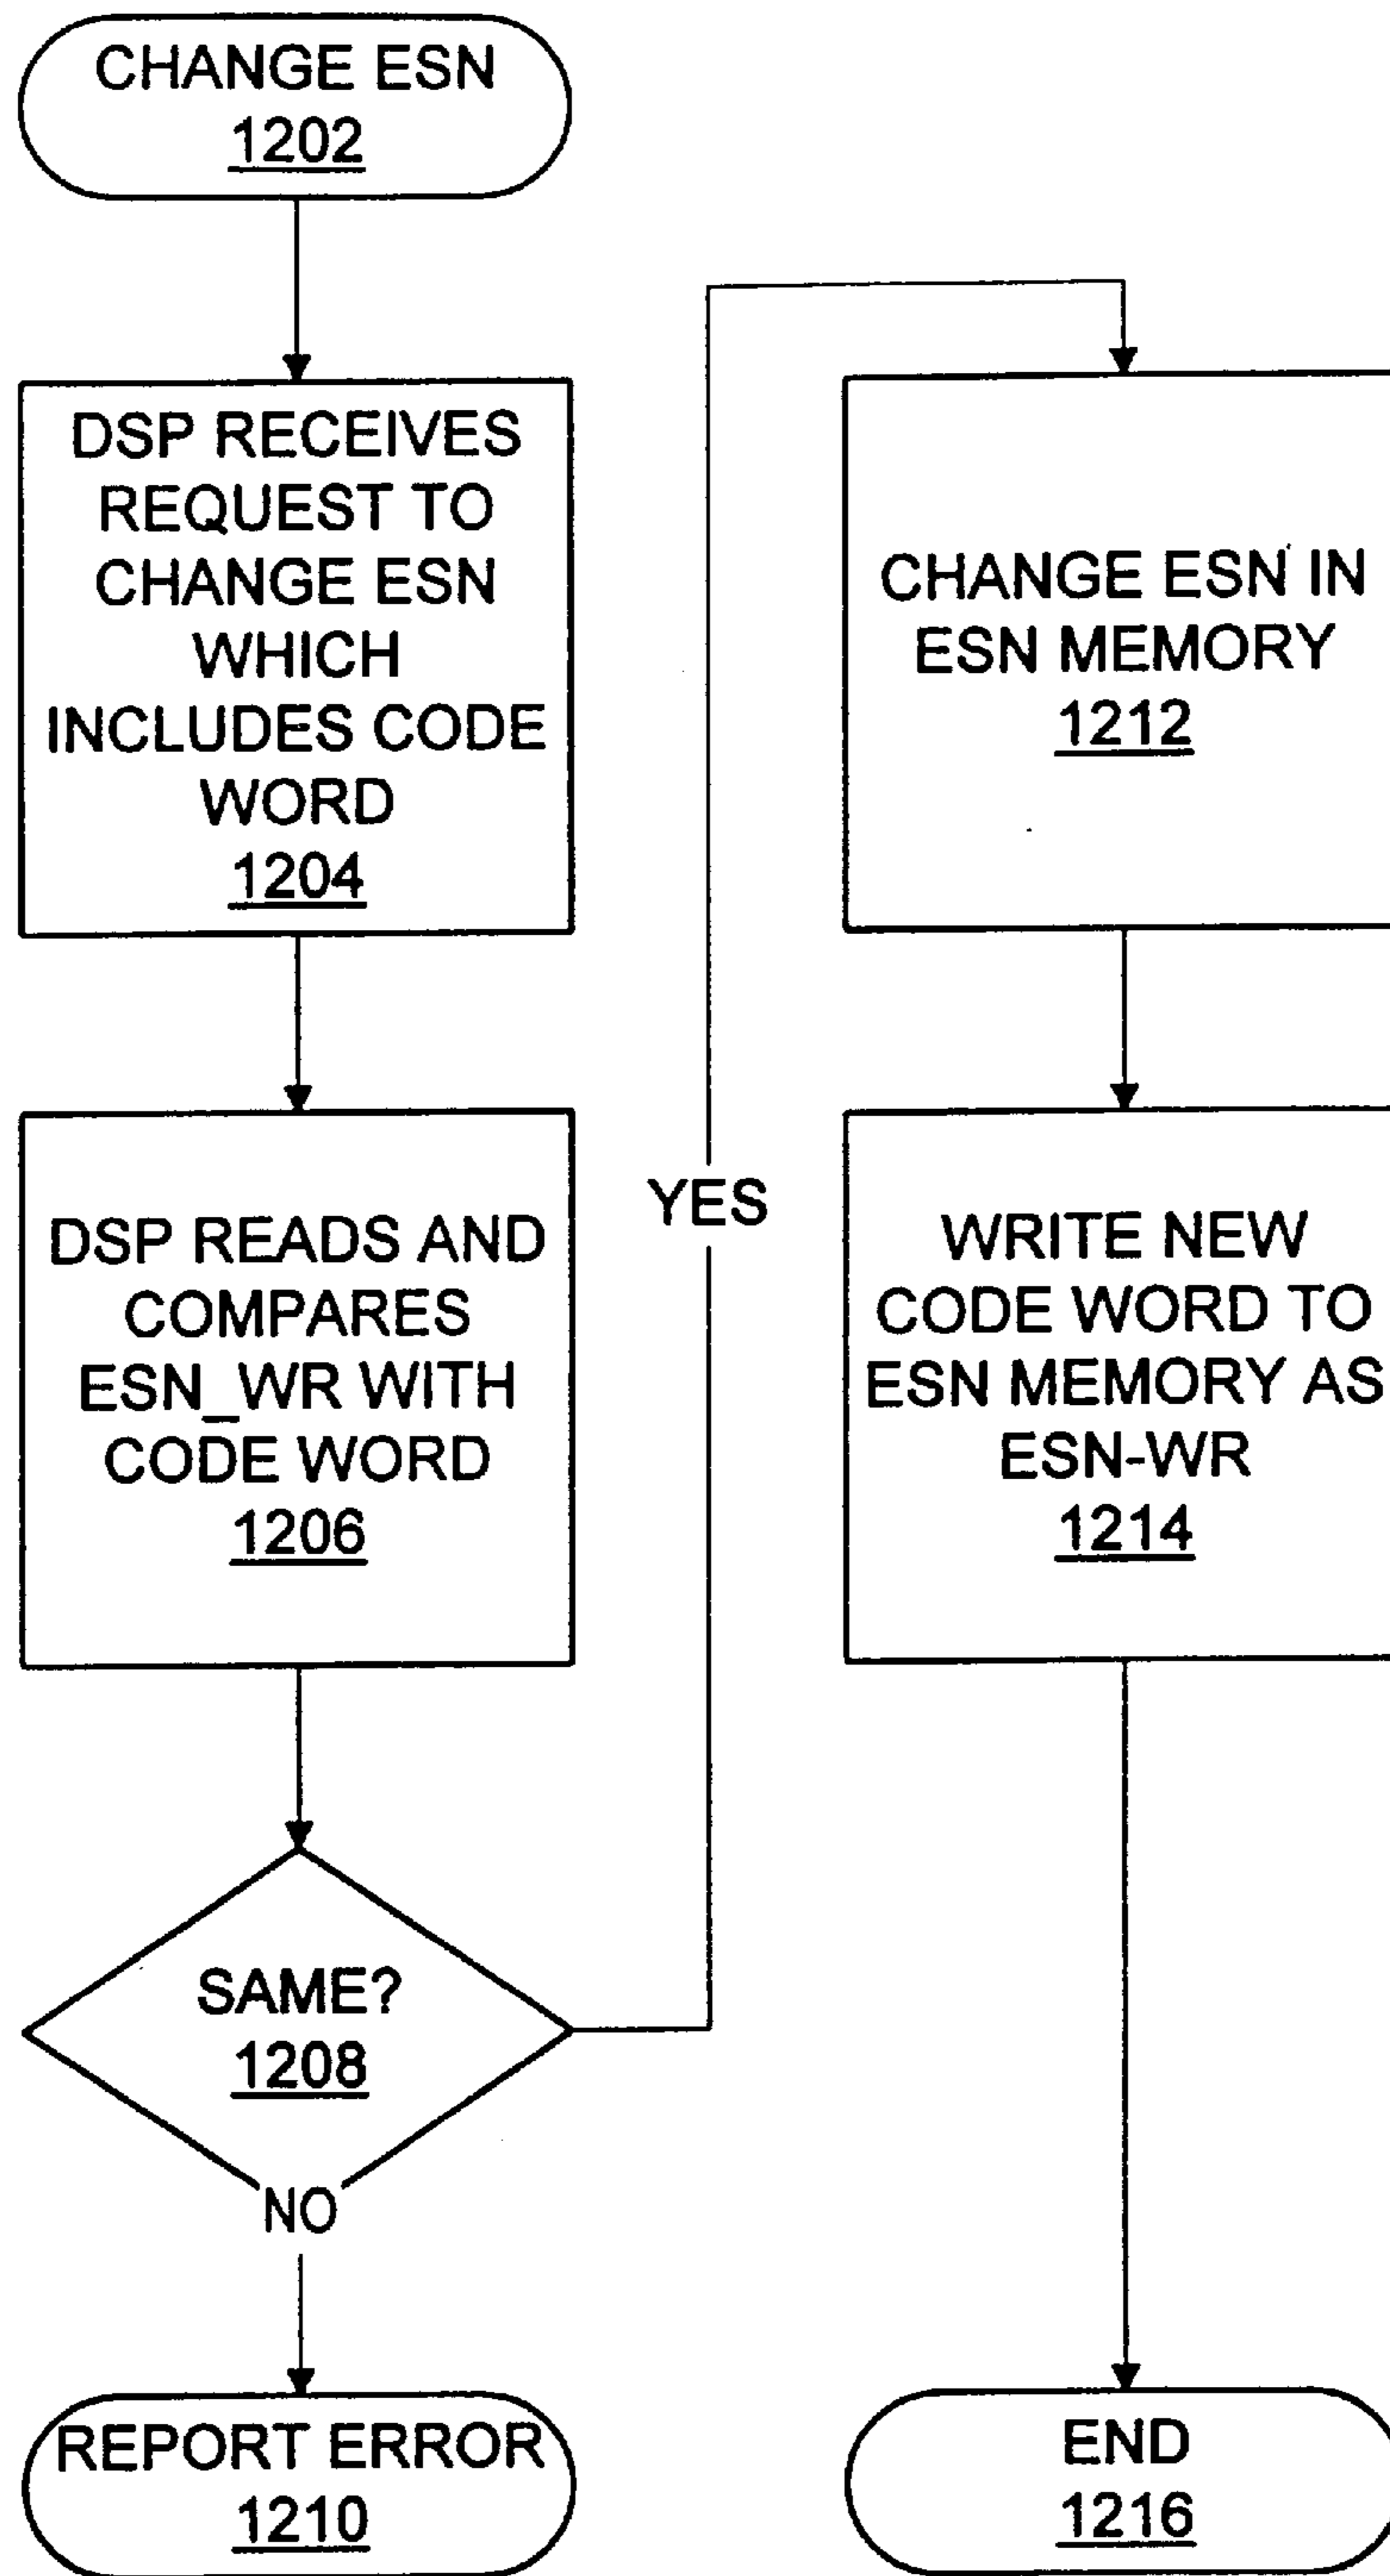 CHANGE ESN
1202
DSP RECEIVES
REQUEST TO
CHANGE ESN
WHICH
INCLUDES CODE
WORD
1204
DSP READS AND
COMPARES
ESN_WR WITH
CODE WORD
1206
SAME?
1208
NO
REPORT ERROR
1210
YES
CHANGE ESN IN
ESN MEMORY
1212
WRITE NEW
CODE WORD TO
ESN MEMORY AS
ESN-WR
1214
END
1216